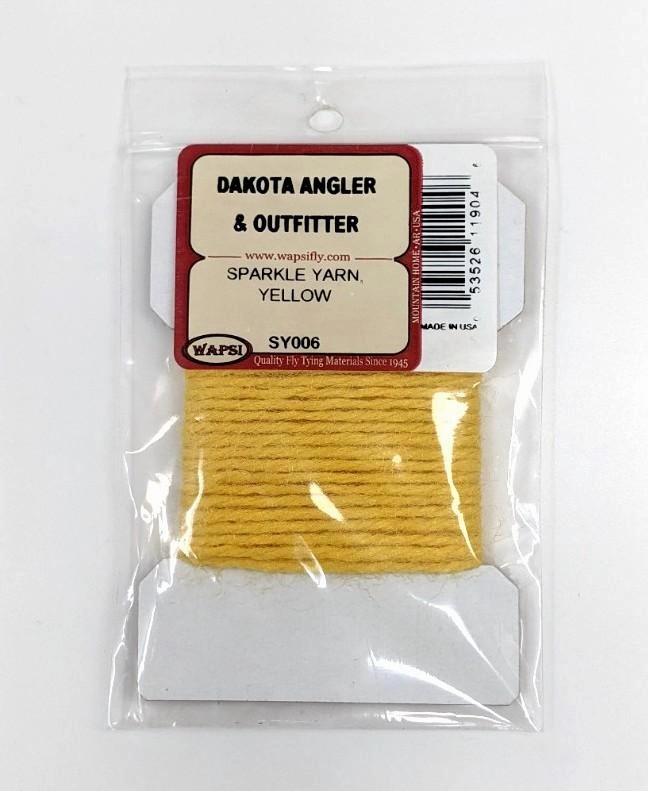 DAKOTA ANGLER
& OUTFITTER
www.wapsifly.com
SPARKLE YARN,
YELLOW
SY006
WAPSI
Quality Fly Tying Materials Since 1945
MOUNTAIN HOME • AR • USA
53526 11904
MADE IN USA